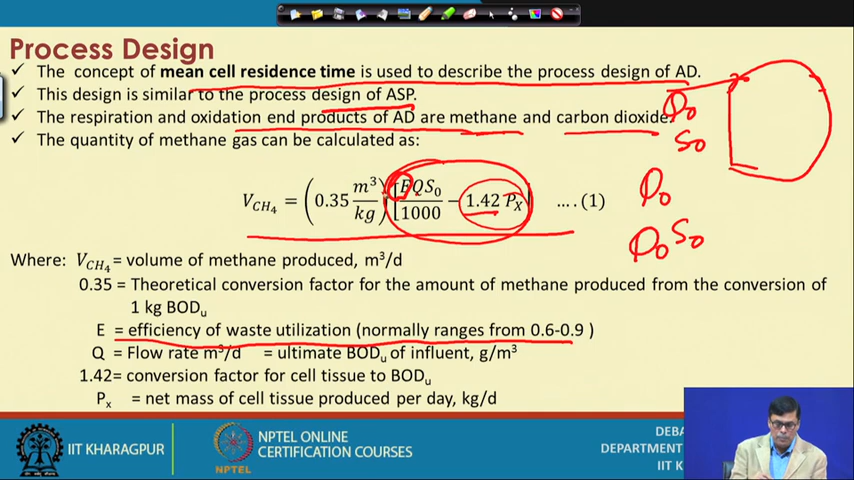 Process Design
✓ The concept of mean cell residence time is used to describe the process design of AD.
✓ This design is similar to the process design of ASP.
✓ The respiration and oxidation end products of AD are methane and carbon dioxide.
✓ The quantity of methane gas can be calculated as:
Q₀
S₀
V_CH₄ = (0.35 m³/kg) [EQS₀/1000 − 1.42 Pₓ] .... (1)
Q₀
Q₀S₀
Where: V_CH₄ = volume of methane produced, m³/d
0.35 = Theoretical conversion factor for the amount of methane produced from the conversion of
1 kg BODᵤ
E = efficiency of waste utilization (normally ranges from 0.6-0.9 )
Q = Flow rate m³/d = ultimate BODᵤ of influent, g/m³
1.42= conversion factor for cell tissue to BODᵤ
Pₓ = net mass of cell tissue produced per day, kg/d
IIT KHARAGPUR
NPTEL
NPTEL ONLINE
CERTIFICATION COURSES
DEBA
DEPARTMENT
IIT K